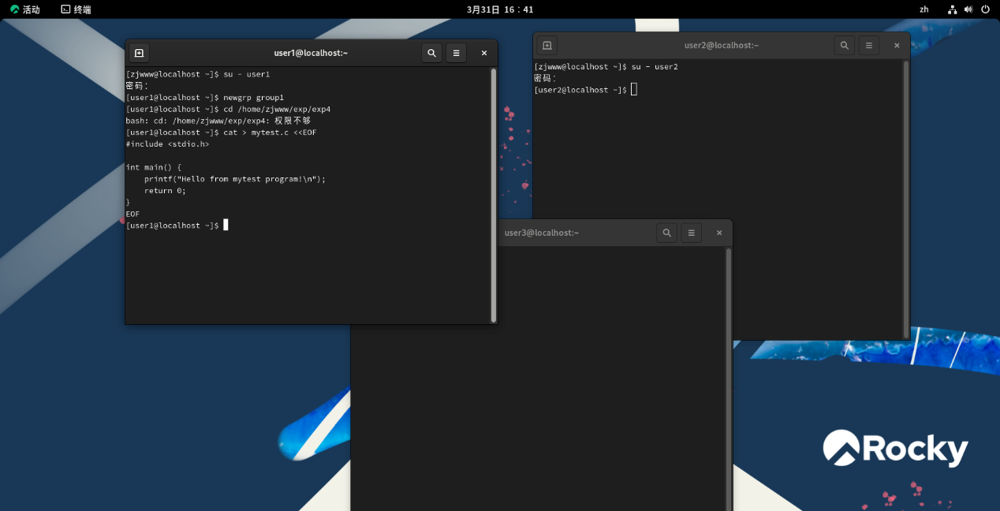 活动 终端 3月31日 16：41 zh
user1@localhost:~
[zjwww@localhost ~]$ su - user1
密码：
[user1@localhost ~]$ newgrp group1
[user1@localhost ~]$ cd /home/zjwww/exp/exp4
bash: cd: /home/zjwww/exp/exp4: 权限不够
[user1@localhost ~]$ cat > mytest.c <<EOF
#include <stdio.h>
int main() {
    printf("Hello from mytest program!\n");
    return 0;
}
EOF
[user1@localhost ~]$
user2@localhost:~
[zjwww@localhost ~]$ su - user2
密码：
[user2@localhost ~]$
user3@localhost:~
Rocky